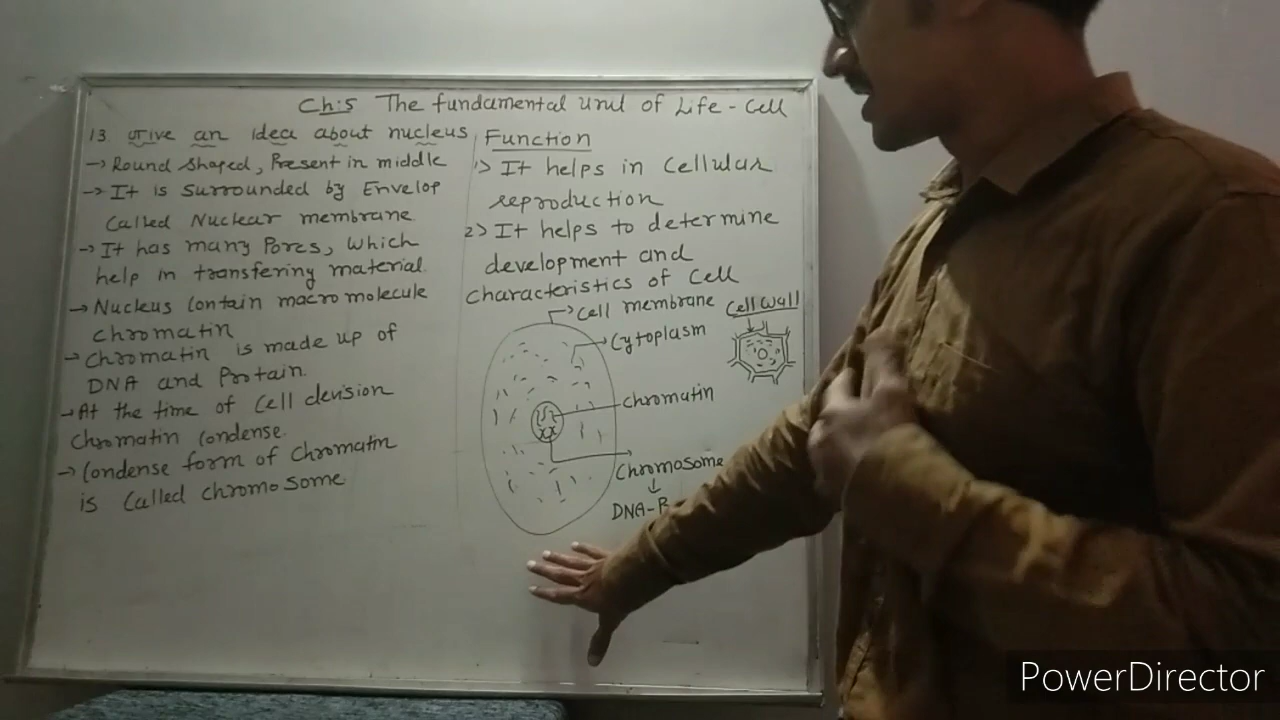 Ch:5 The fundamental unit of Life - Cell
13. Give an idea about nucleus
→ Round shaped, Present in middle
→ It is surrounded by Envelop
Called Nuclear membrane
→ It has many Pores, which
help in transfering material.
→ Nucleus Contain macromolecule
chromatin
→ Chromatin is made up of
DNA and Protain.
→ At the time of Cell devision
Chromatin Condense.
→ Condense form of Chromatin
is Called chromosome
Function
1> It helps in Cellular
reproduction
2> It helps to determine
development and
Characteristics of Cell
Cell membrane
Cell wall
Cytoplasm
chromatin
Chromosome
DNA-P
PowerDirector